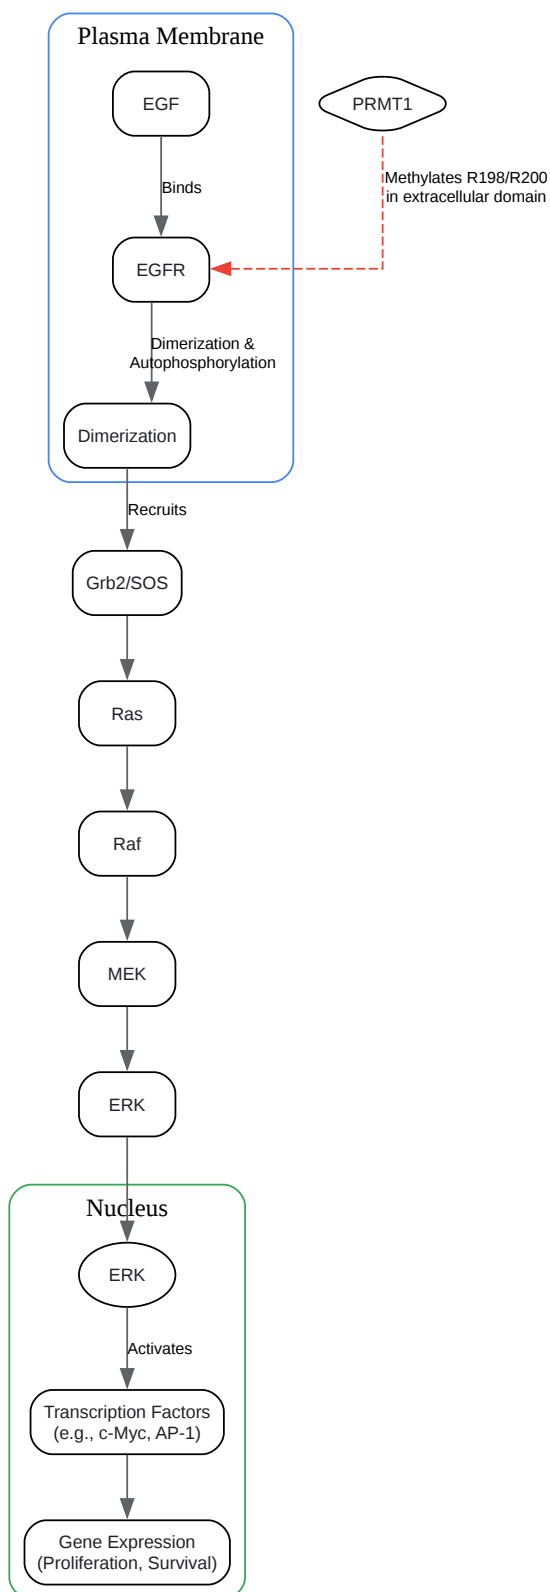 Plasma Membrane
EGF
PRMT1
Methylates R198/R200
in extracellular domain
Binds
EGFR
Dimerization &
Autophosphorylation
Dimerization
Recruits
Grb2/SOS
Ras
Raf
MEK
ERK
Nucleus
ERK
Activates
Transcription Factors
(e.g., c-Myc, AP-1)
Gene Expression
(Proliferation, Survival)